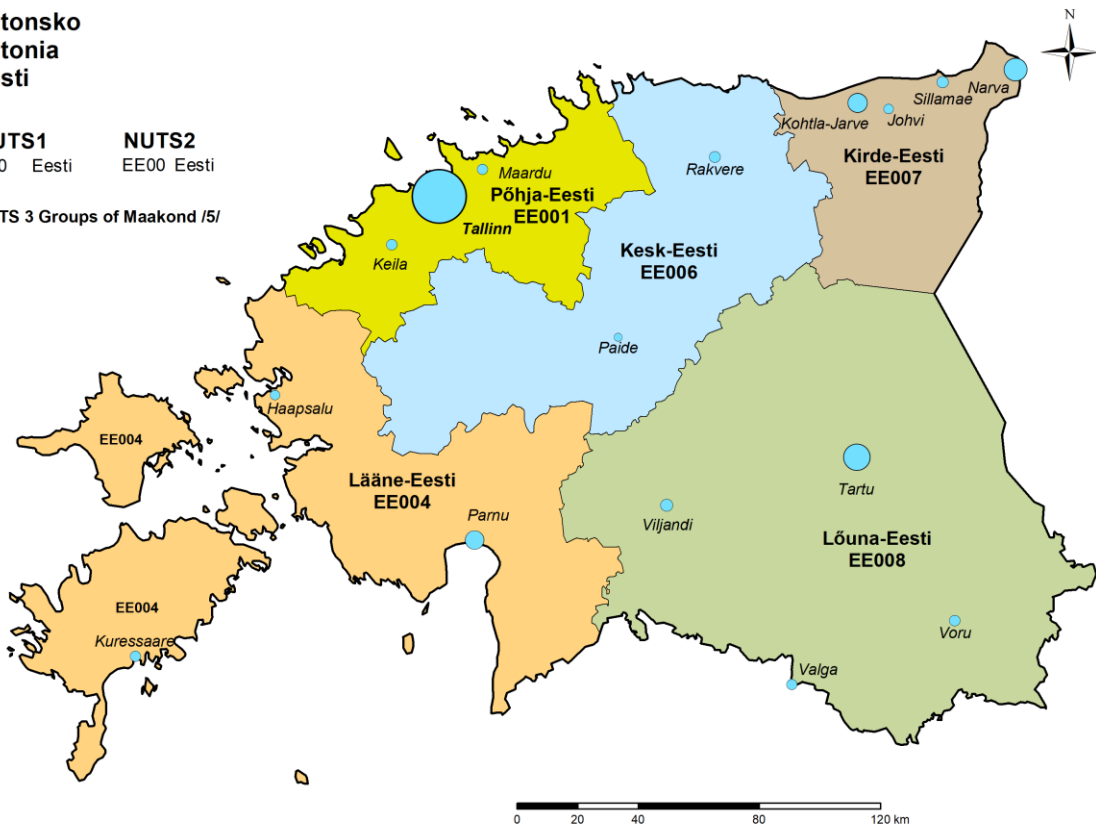 tonsko
tonia
sti
UTS1 NUTS2
0 Eesti EE00 Eesti
TS 3 Groups of Maakond /5/
N
Narva
Sillamae
Kohtla-Jarve
Johvi
Kirde-Eesti
EE007
Rakvere
Maardu
Põhja-Eesti
EE001
Tallinn
Keila
Kesk-Eesti
EE006
Paide
Haapsalu
EE004
Lääne-Eesti
EE004
Parnu
Tartu
Viljandi
Lőuna-Eesti
EE008
EE004
Kuressaare
Voru
Valga
0 20 40 80 120 km